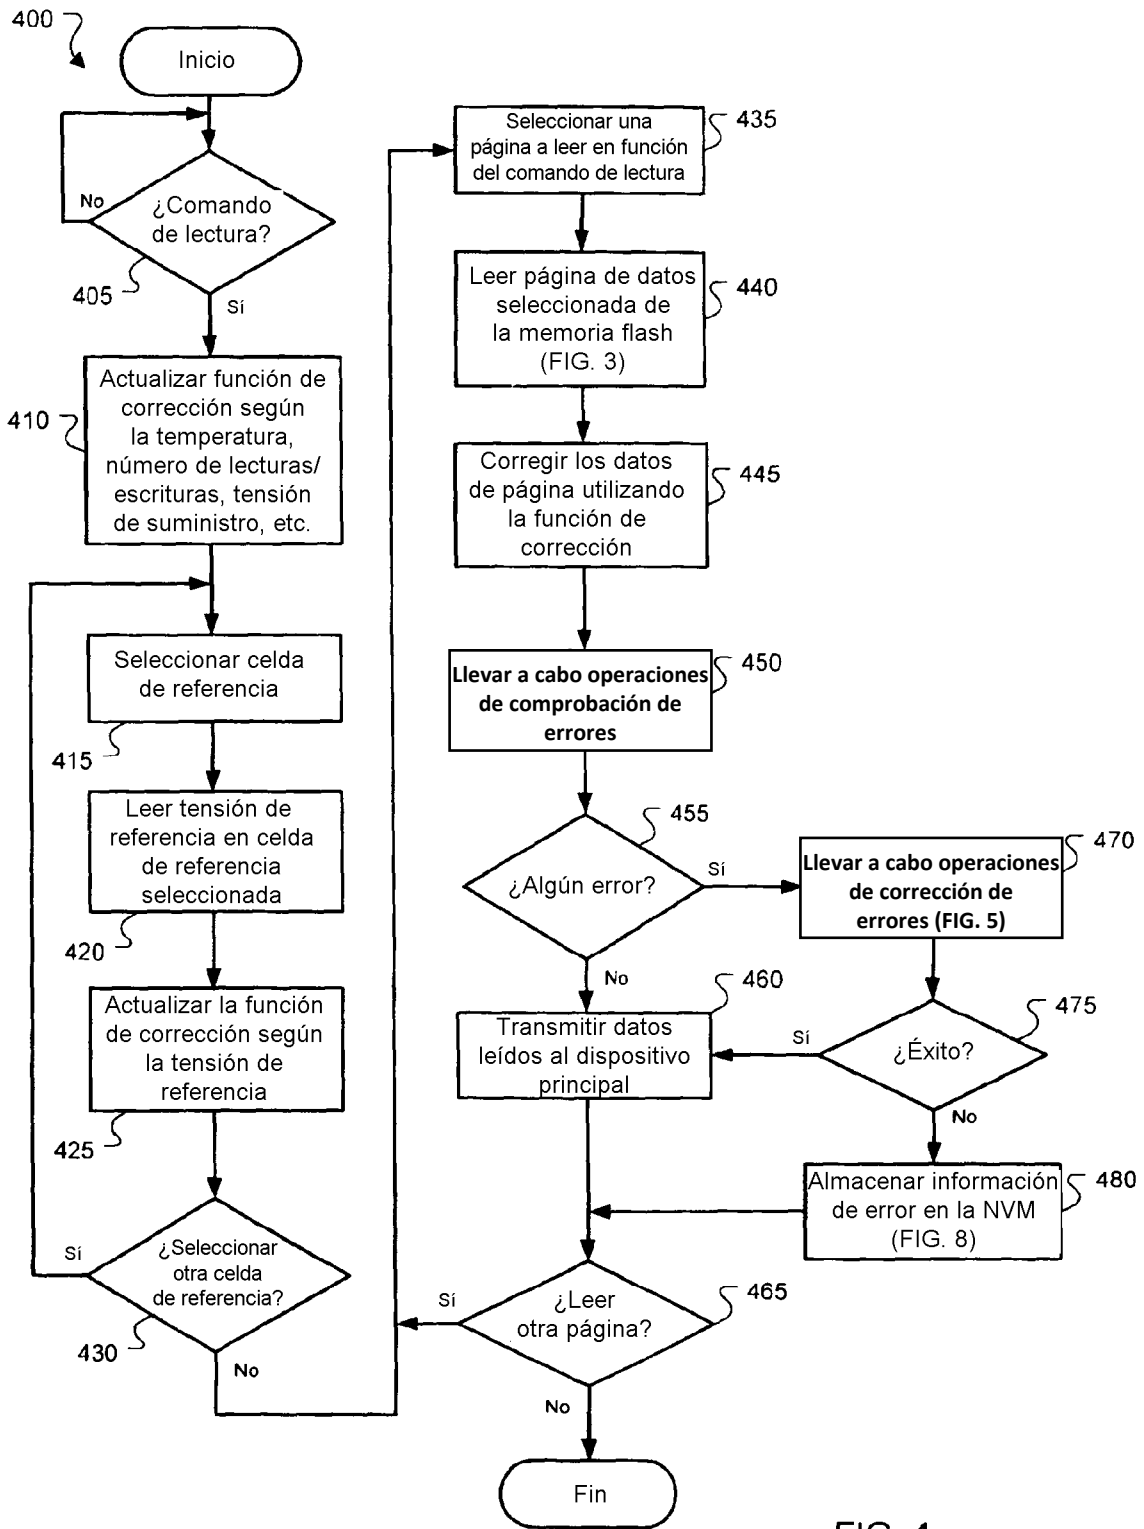 400
Inicio
No
¿Comando
de lectura?
405
Sí
410
Actualizar función de
corrección según
la temperatura,
número de lecturas/
escrituras, tensión
de suministro, etc.
Seleccionar celda
de referencia
415
Leer tensión de
referencia en celda
de referencia
seleccionada
420
Actualizar la función
de corrección según
la tensión de
referencia
425
Sí
¿Seleccionar
otra celda
de referencia?
430
No
Seleccionar una
página a leer en función
del comando de lectura
435
Leer página de datos
seleccionada de
la memoria flash
(FIG. 3)
440
Corregir los datos
de página utilizando
la función de
corrección
445
Llevar a cabo operaciones
de comprobación de
errores
450
¿Algún error?
455
Sí
No
Llevar a cabo operaciones
de corrección de
errores (FIG. 5)
470
Transmitir datos
leídos al dispositivo
principal
460
Sí
¿Éxito?
475
No
Almacenar información
de error en la NVM
(FIG. 8)
480
Sí
¿Leer
otra página?
465
No
Fin